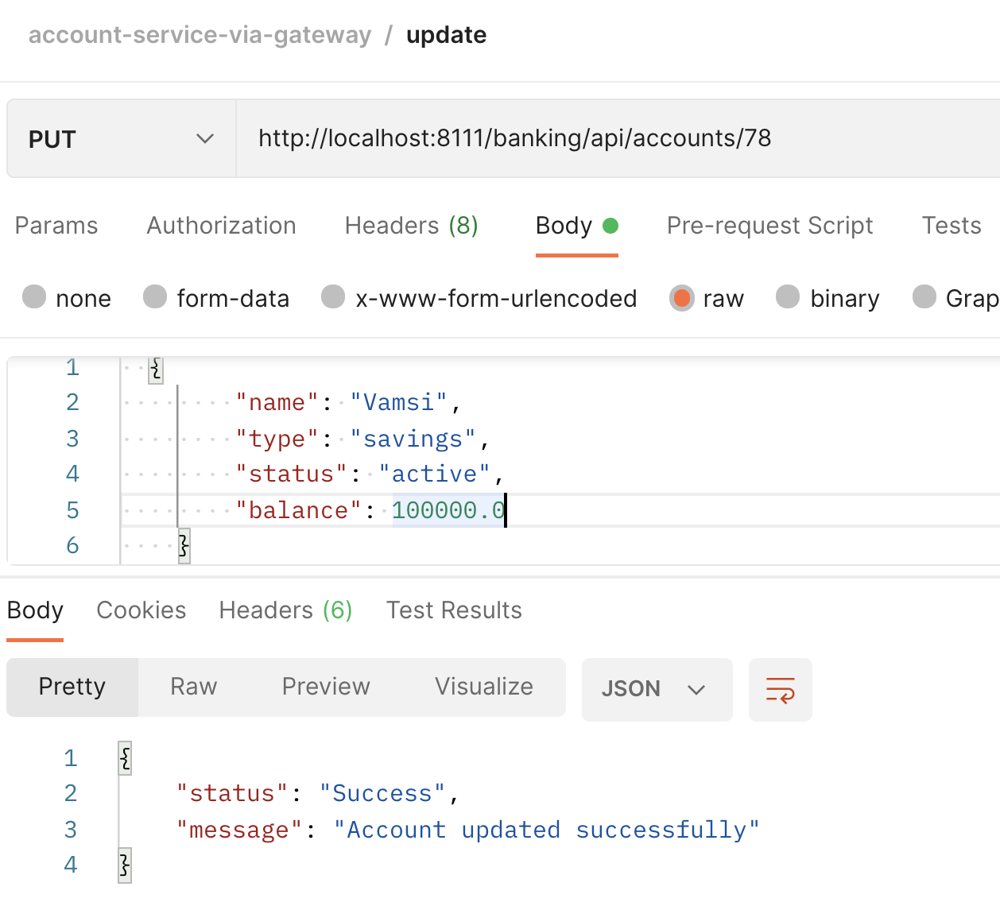 account-service-via-gateway / update
PUT http://localhost:8111/banking/api/accounts/78
Params Authorization Headers (8) Body Pre-request Script Tests
none form-data x-www-form-urlencoded raw binary Grap
1 {
2 "name": "Vamsi",
3 "type": "savings",
4 "status": "active",
5 "balance": 100000.0
6 }
Body Cookies Headers (6) Test Results
Pretty Raw Preview Visualize JSON
1 {
2 "status": "Success",
3 "message": "Account updated successfully"
4 }